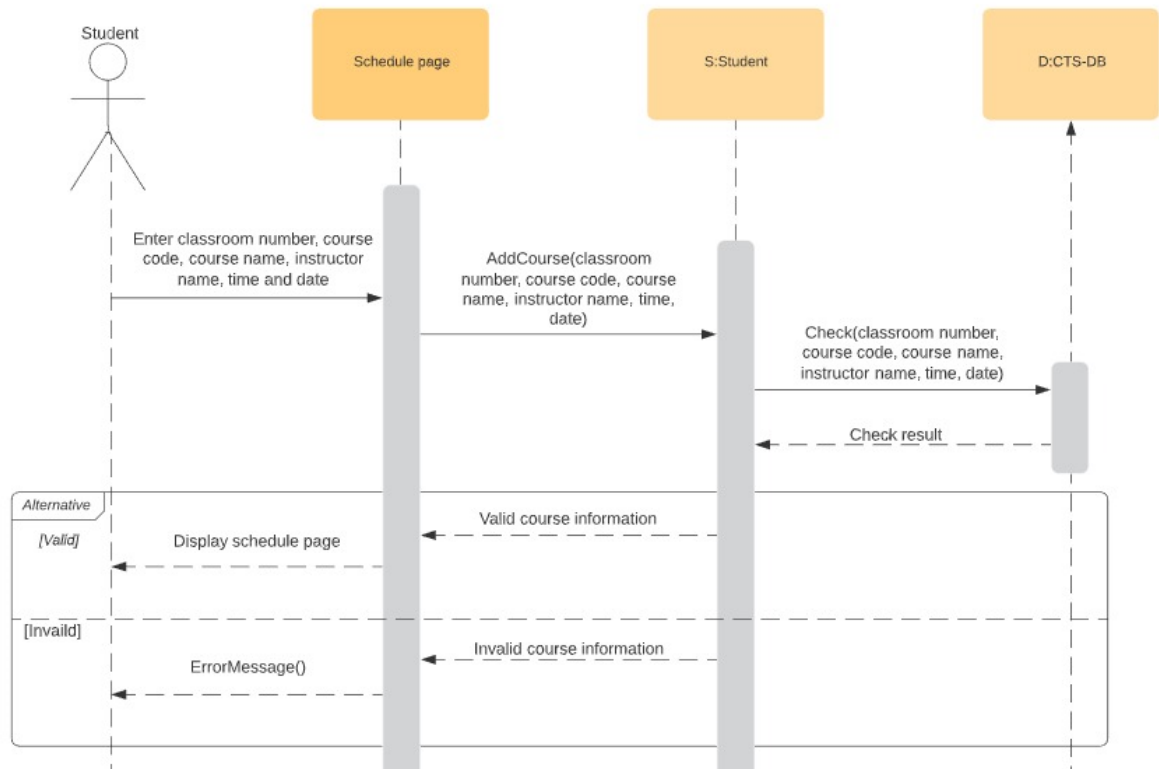 Student
Schedule page
S:Student
D:CTS-DB
Enter classroom number, course
code, course name, instructor
name, time and date
AddCourse(classroom
number, course code, course
name, instructor name, time,
date)
Check(classroom number,
course code, course name,
instructor name, time, date)
Check result
Alternative
[Valid]
Valid course information
Display schedule page
[Invaild]
Invalid course information
ErrorMessage()